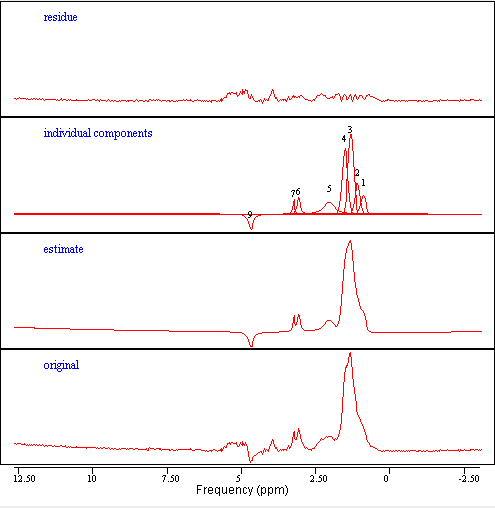 residue
individual components
3
4
2
1
5
7
6
9
estimate
original
12.50 10 7.50 5 2.50 0 -2.50
Frequency (ppm)